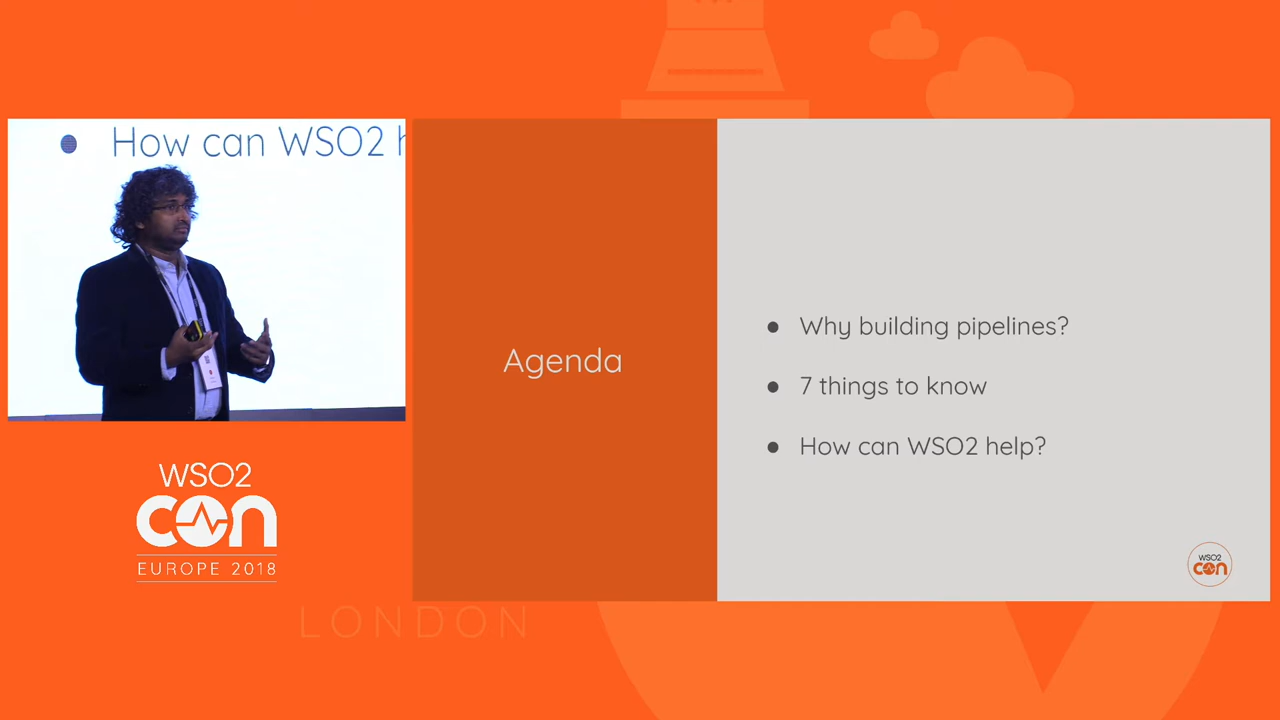 How can WSO2
WSO2
con
EUROPE 2018
LONDON
Agenda
Why building pipelines?
7 things to know
How can WSO2 help?
WSO2
con